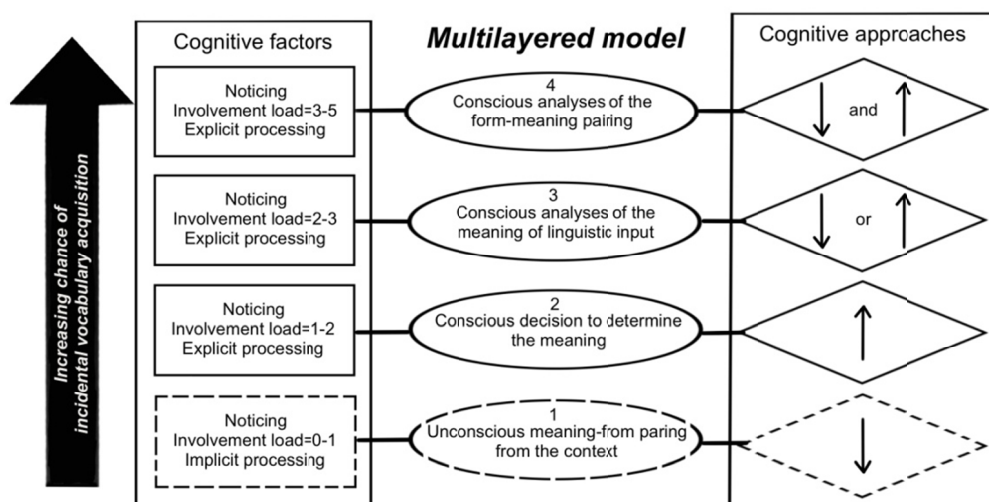 Increasing chance of
incidental vocabulary acquisition
Cognitive factors
Multilayered model
Cognitive approaches
Noticing
Involvement load=3-5
Explicit processing
4
Conscious analyses of the
form-meaning pairing
and
Noticing
Involvement load=2-3
Explicit processing
3
Conscious analyses of the
meaning of linguistic input
or
Noticing
Involvement load=1-2
Explicit processing
2
Conscious decision to determine
the meaning
Noticing
Involvement load=0-1
Implicit processing
1
Unconscious meaning-from paring
from the context